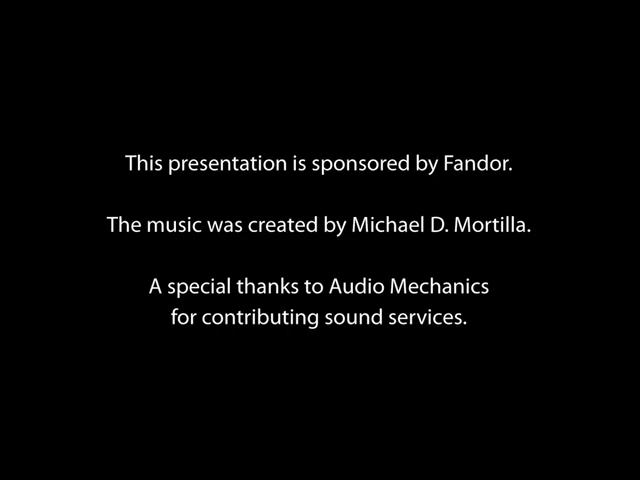 This presentation is sponsored by Fandor.
The music was created by Michael D. Mortilla.
A special thanks to Audio Mechanics
for contributing sound services.